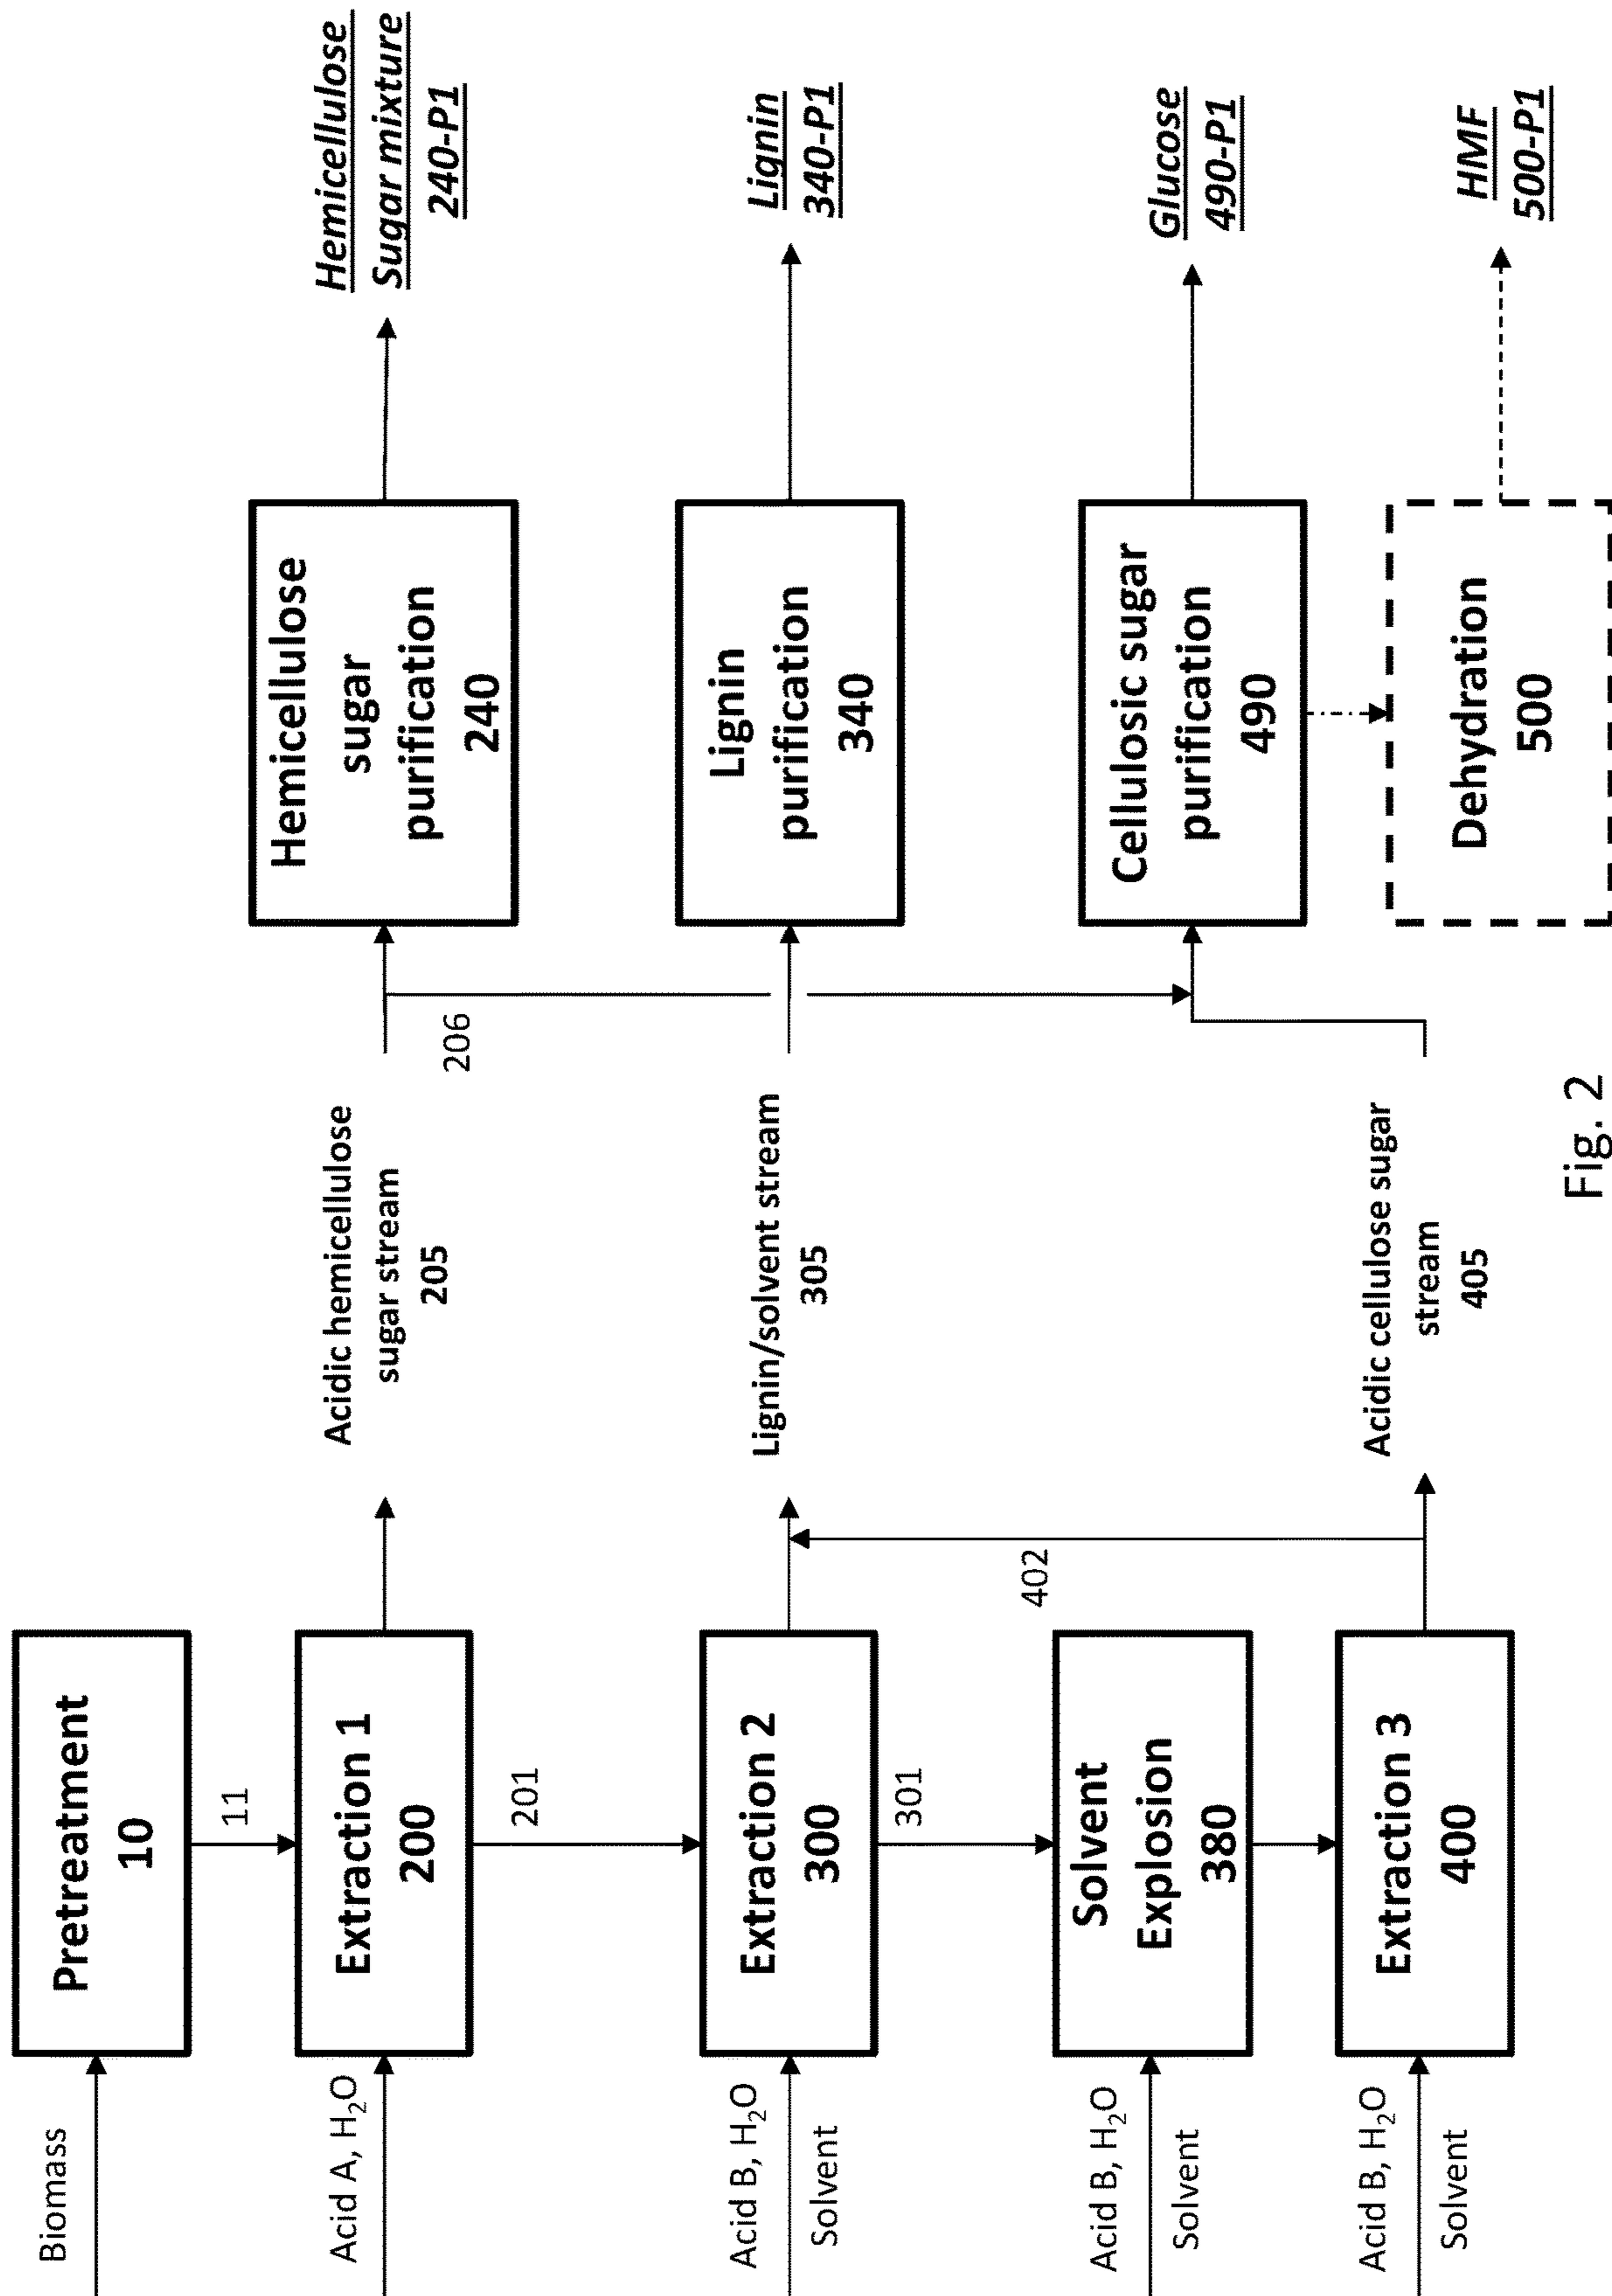 Biomass
Pretreatment
10
11
Acid A, H₂O
Extraction 1
200
201
Acidic hemicellulose
sugar stream
205
206
Hemicellulose
sugar
purification
240
Hemicellulose
Sugar mixture
240-P1
Acid B, H₂O
Solvent
Extraction 2
300
301
Lignin/solvent stream
305
Lignin
purification
340
Lignin
340-P1
Acid B, H₂O
Solvent
Solvent
Explosion
380
402
Cellulosic sugar
purification
490
Glucose
490-P1
Acid B, H₂O
Solvent
Extraction 3
400
Acidic cellulose sugar
stream
405
Dehydration
500
HMF
500-P1
Fig. 2